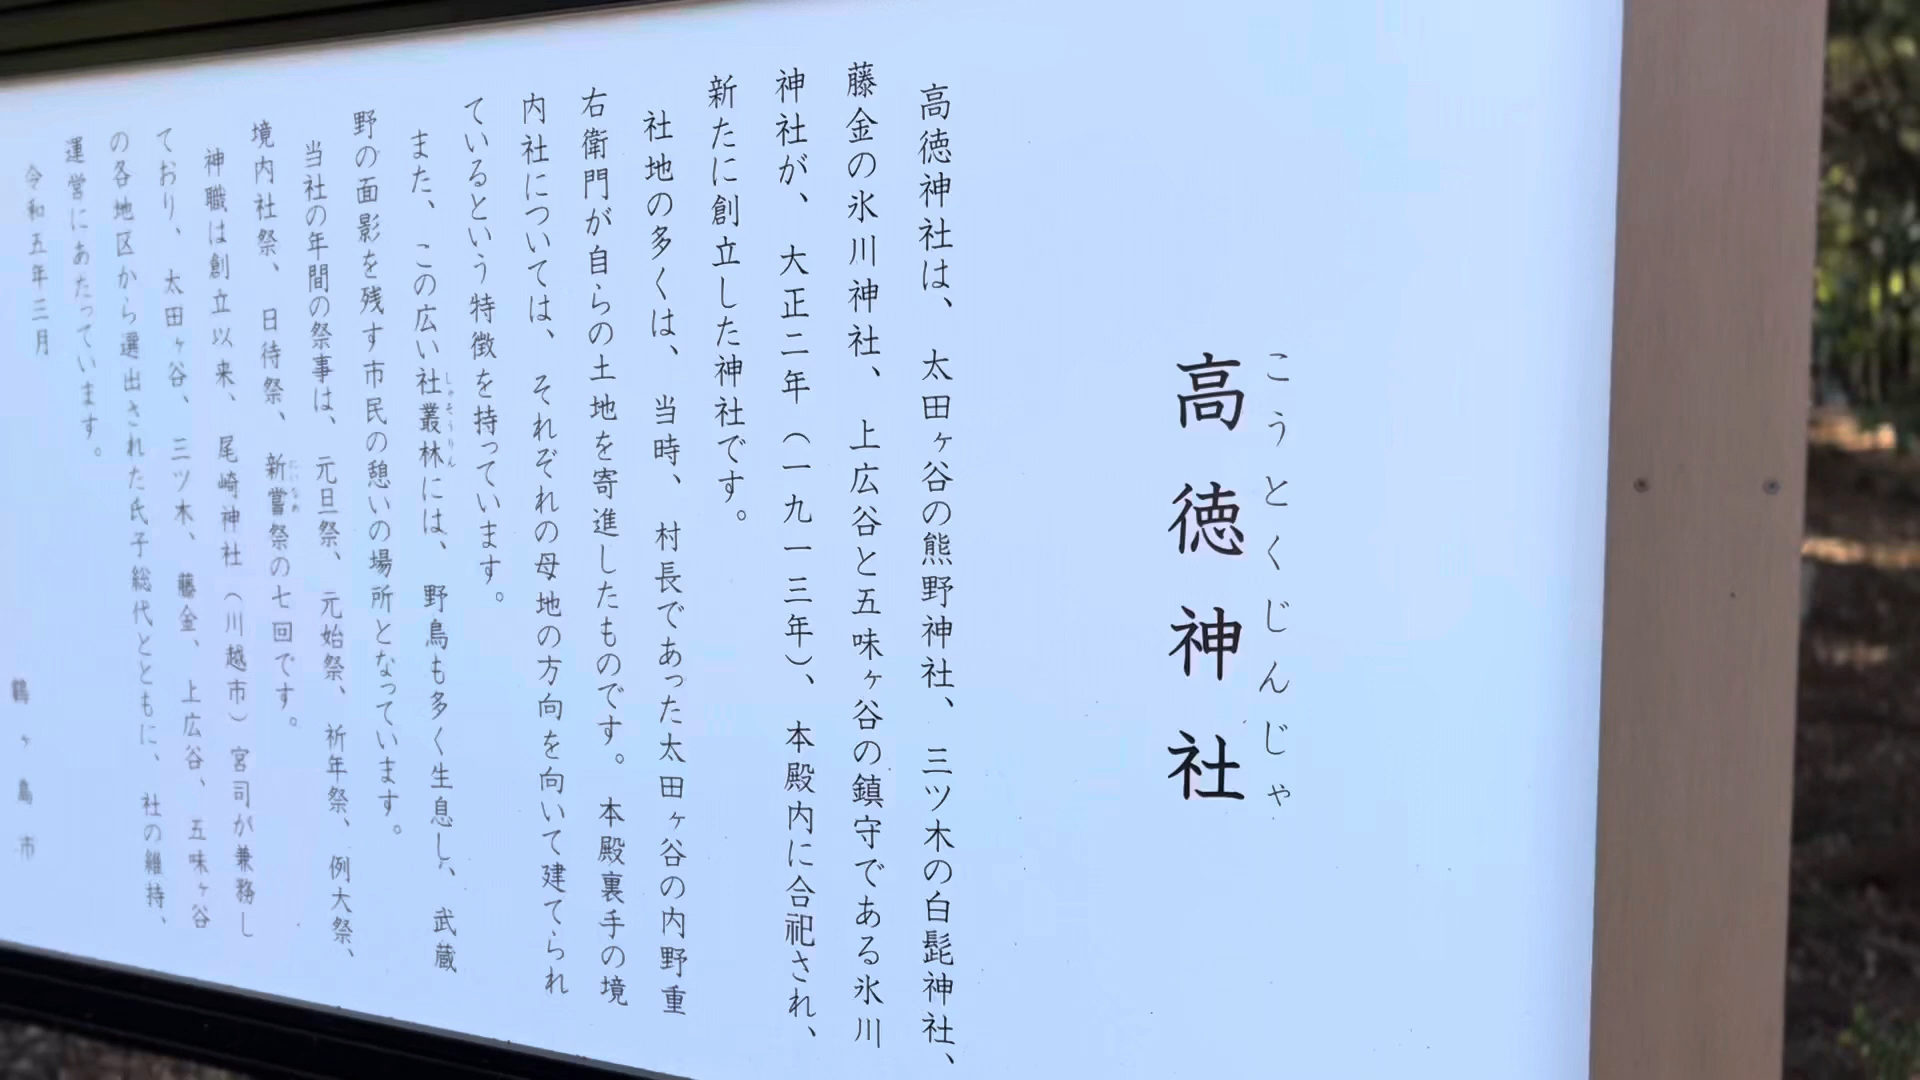 高徳神社
こうとくじんじゃ
高徳神社は、太田ヶ谷の熊野神社、三ツ木の白髭神社、
藤金の氷川神社、上広谷と五味ヶ谷の鎮守である氷川
神社が、大正二年（一九一三年）、本殿内に合祀され、
新たに創立した神社です。
社地の多くは、当時、村長であった太田ヶ谷の内野重
右衛門が自らの土地を寄進したものです。本殿裏手の境
内社については、それぞれの母地の方向を向いて建てられ
ているという特徴を持っています。
また、この広い社叢林には、野鳥も多く生息し、武蔵
しゃそうりん
野の面影を残す市民の憩いの場所となっています。
当社の年間の祭事は、元旦祭、元始祭、祈年祭、例大祭、
境内社祭、日待祭、新嘗祭の七回です。
にいなめ
神職は創立以来、尾崎神社（川越市）宮司が兼務し
ており、太田ヶ谷、三ツ木、藤金、上広谷、五味ヶ谷
の各地区から選出された氏子総代とともに、社の維持、
運営にあたっています。
令和五年三月
鶴ヶ島市